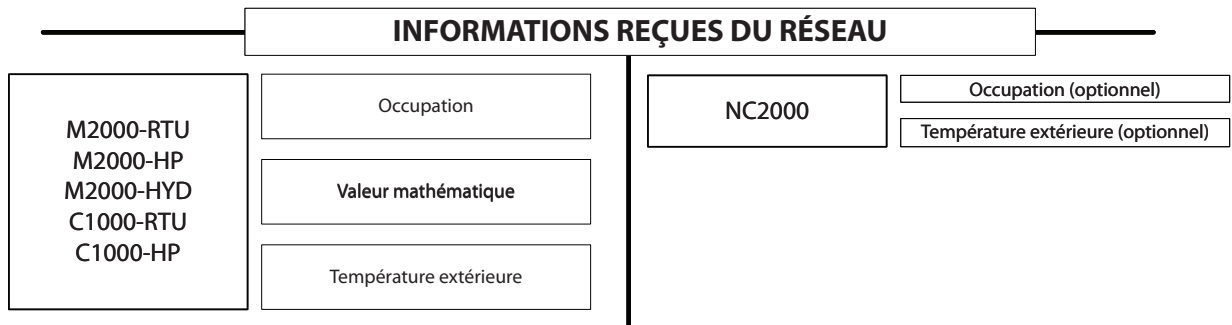 INFORMATIONS REÇUES DU RÉSEAU
M2000-RTU
M2000-HP
M2000-HYD
C1000-RTU
C1000-HP
Occupation
Valeur mathématique
Température extérieure
NC2000
Occupation (optionnel)
Température extérieure (optionnel)